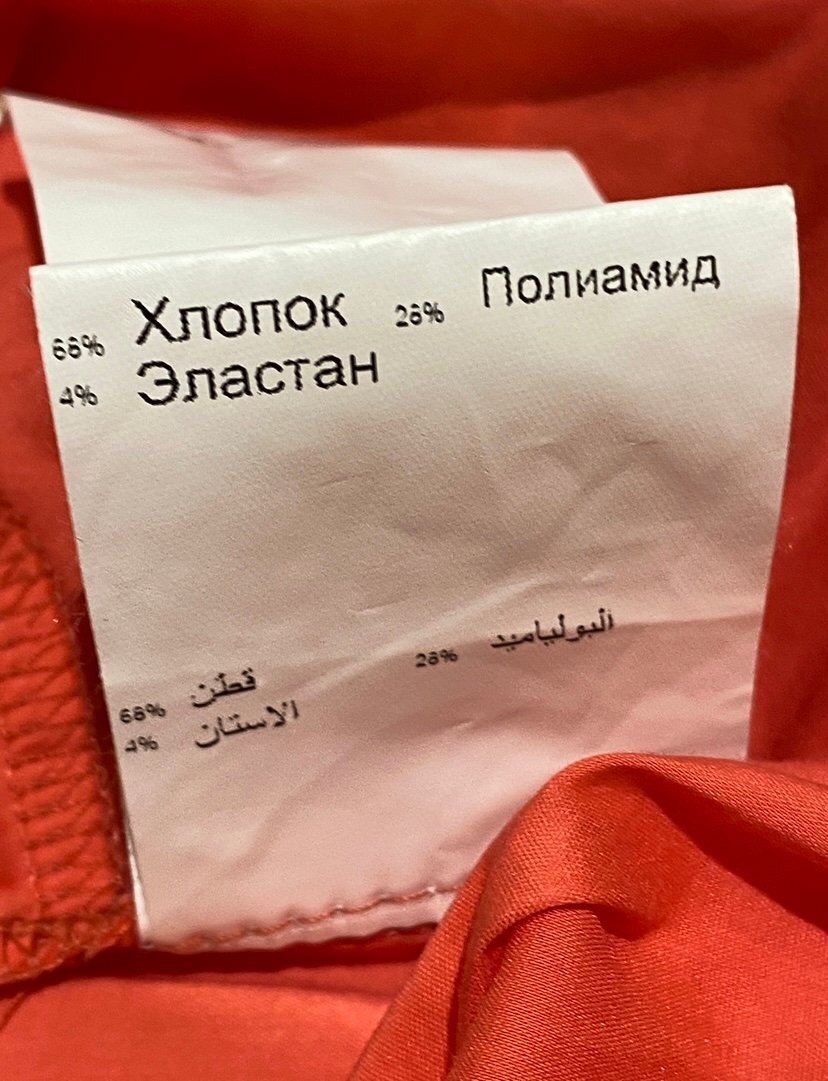 68% Хлопок 28% Полиамид
4% Эластан
68% قطن 28% البولياميد
4% الاستان